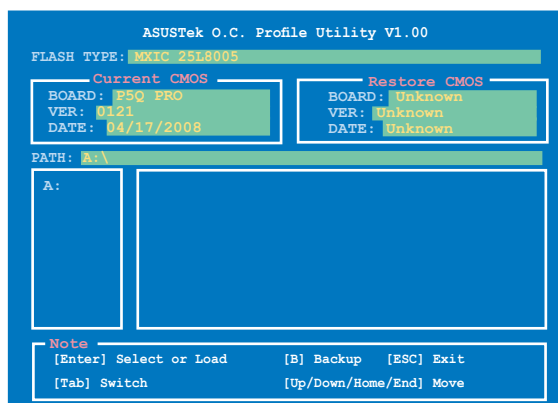 ASUSTek O.C. Profile Utility V1.00
FLASH TYPE: MXIC 25L8005
Current CMOS
BOARD: P5Q PRO
VER: 0121
DATE: 04/17/2008
Restore CMOS
BOARD: Unknown
VER: Unknown
DATE: Unknown
PATH: A:\
A:
Note
[Enter] Select or Load [B] Backup [ESC] Exit
[Tab] Switch [Up/Down/Home/End] Move